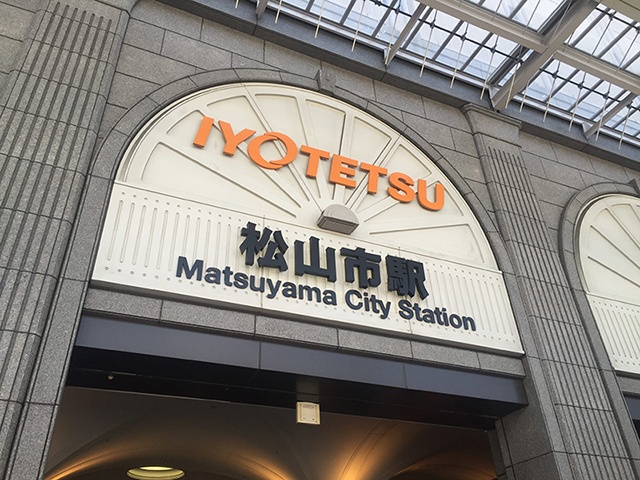 IYOTETSU
松山市駅
Matsuyama City Station